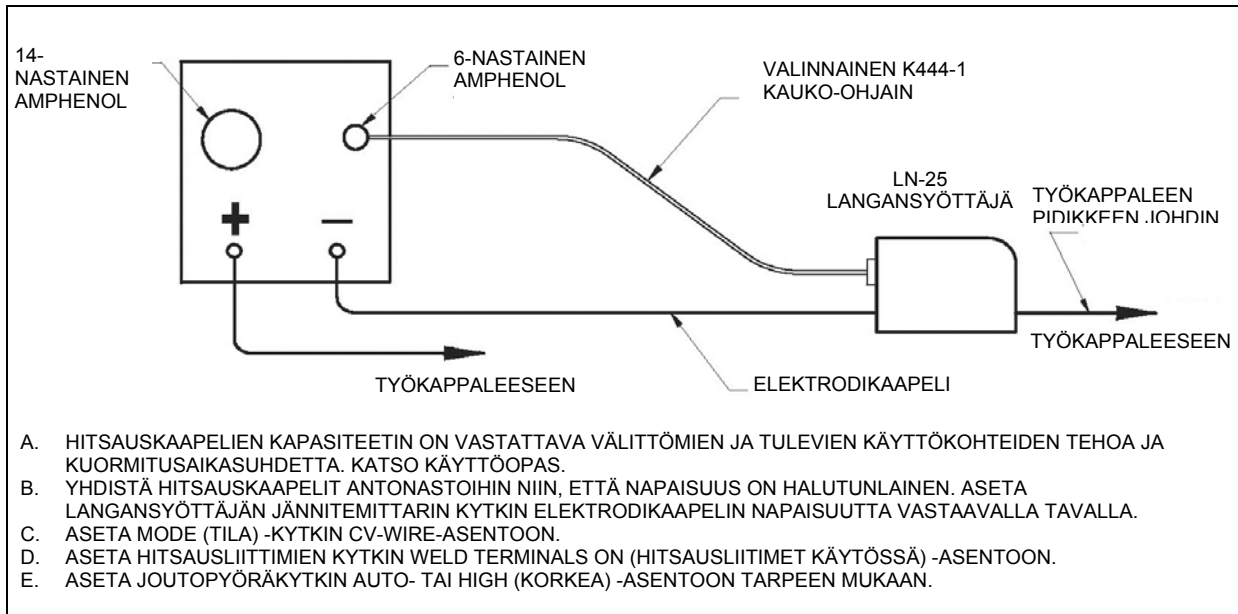 14-
NASTAINEN
AMPHENOL
6-NASTAINEN
AMPHENOL
VALINNAINEN K444-1
KAUKO-OHJAIN
LN-25
LANGANSYÖTTÄJÄ
TYÖKAPPALEEN
PIDIKKEEN JOHDIN
+ −
TYÖKAPPALEESEEN
TYÖKAPPALEESEEN
ELEKTRODIKAAPELI
A. HITSAUSKAAPELIEN KAPASITEETIN ON VASTATTAVA VÄLITTÖMIEN JA TULEVIEN KÄYTTÖKOHTEIDEN TEHOA JA
KUORMITUSAIKASUHDETTA. KATSO KÄYTTÖOPAS.
B. YHDISTÄ HITSAUSKAAPELIT ANTONASTOIHIN NIIN, ETTÄ NAPAISUUS ON HALUTUNLAINEN. ASETA
LANGANSYÖTTÄJÄN JÄNNITEMITTARIN KYTKIN ELEKTRODIKAAPELIN NAPAISUUTTA VASTAAVALLA TAVALLA.
C. ASETA MODE (TILA) -KYTKIN CV-WIRE-ASENTOON.
D. ASETA HITSAUSLIITTIMIEN KYTKIN WELD TERMINALS ON (HITSAUSLIITIMET KÄYTÖSSÄ) -ASENTOON.
E. ASETA JOUTOPYÖRÄKYTKIN AUTO- TAI HIGH (KORKEA) -ASENTOON TARPEEN MUKAAN.